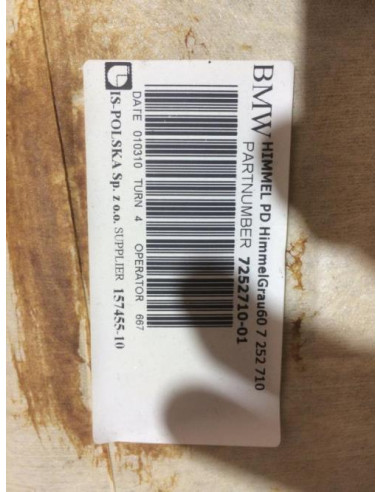 BMW HIMMEL PD HimmelGrau60 7 252 710
PARTNUMBER 7252710-01
DATE 010310 TURN 4 OPERATOR 667
IS-POLSKA Sp. z o.o. SUPPLIER 157455-10